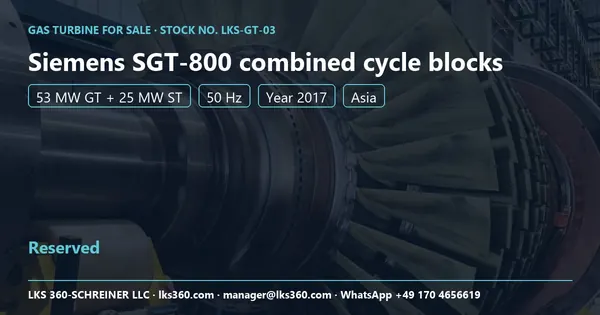 GAS TURBINE FOR SALE · STOCK NO. LKS-GT-03
Siemens SGT-800 combined cycle blocks
53 MW GT + 25 MW ST
50 Hz
Year 2017
Asia
Reserved
LKS 360-SCHREINER LLC · lks360.com · manager@lks360.com · WhatsApp +49 170 4656619